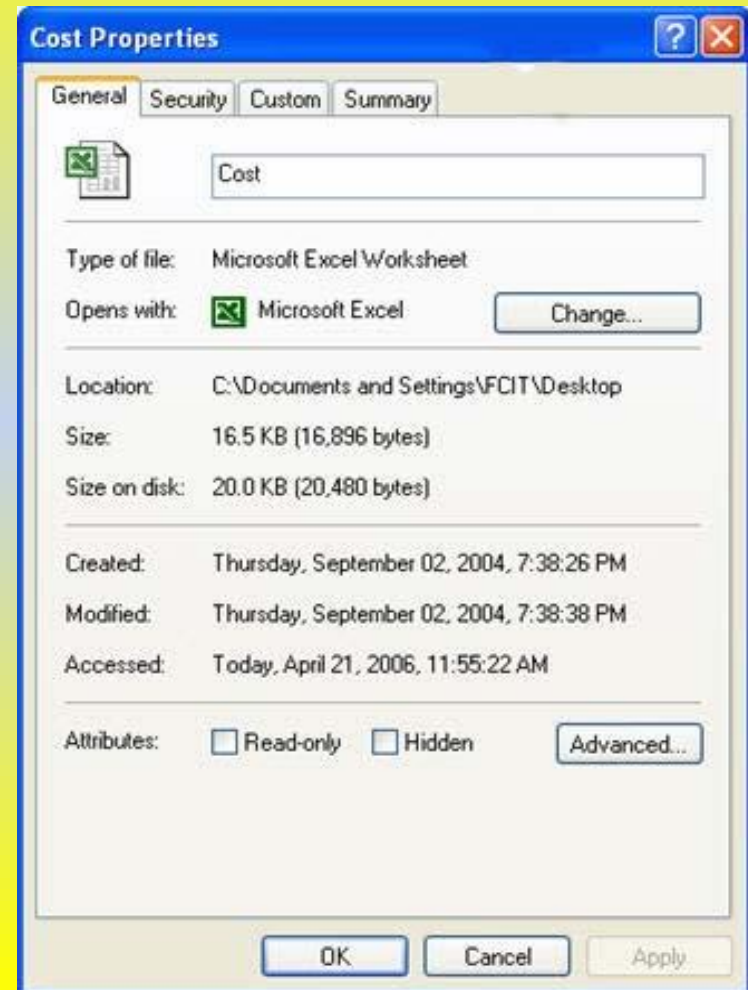 Cost Properties
?
General Security Custom Summary
Cost
Type of file: Microsoft Excel Worksheet
Opens with: Microsoft Excel Change...
Location: C:\Documents and Settings\FCIT\Desktop
Size: 16.5 KB (16,896 bytes)
Size on disk: 20.0 KB (20,480 bytes)
Created: Thursday, September 02, 2004, 7:38:26 PM
Modified: Thursday, September 02, 2004, 7:38:38 PM
Accessed: Today, April 21, 2006, 11:55:22 AM
Attributes: Read-only Hidden Advanced...
OK Cancel Apply